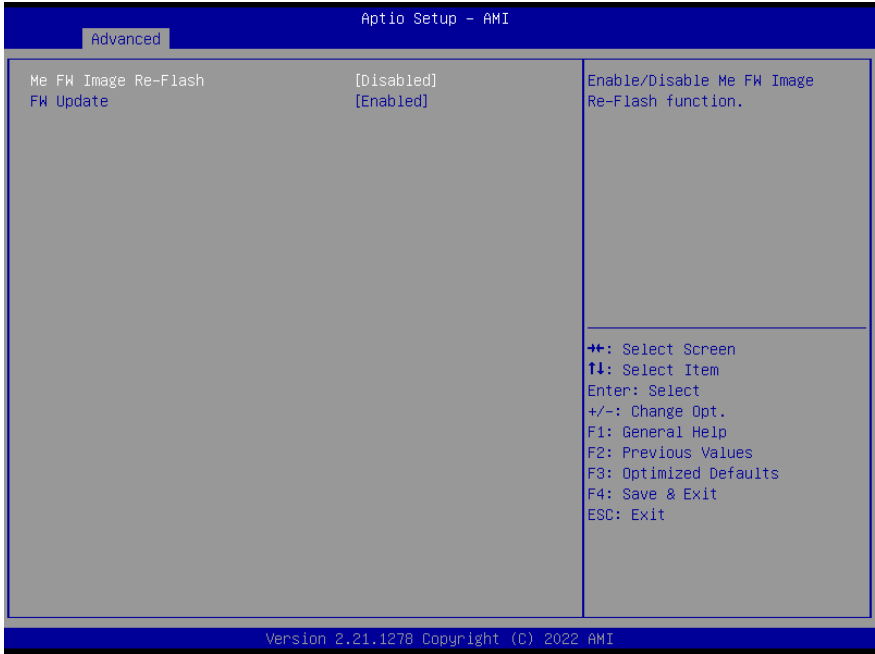 Aptio Setup – AMI
Advanced
Me FW Image Re-Flash [Disabled]
FW Update [Enabled]
Enable/Disable Me FW Image
Re-Flash function.
→←: Select Screen
↑↓: Select Item
Enter: Select
+/-: Change Opt.
F1: General Help
F2: Previous Values
F3: Optimized Defaults
F4: Save & Exit
ESC: Exit
Version 2.21.1278 Copyright (C) 2022 AMI